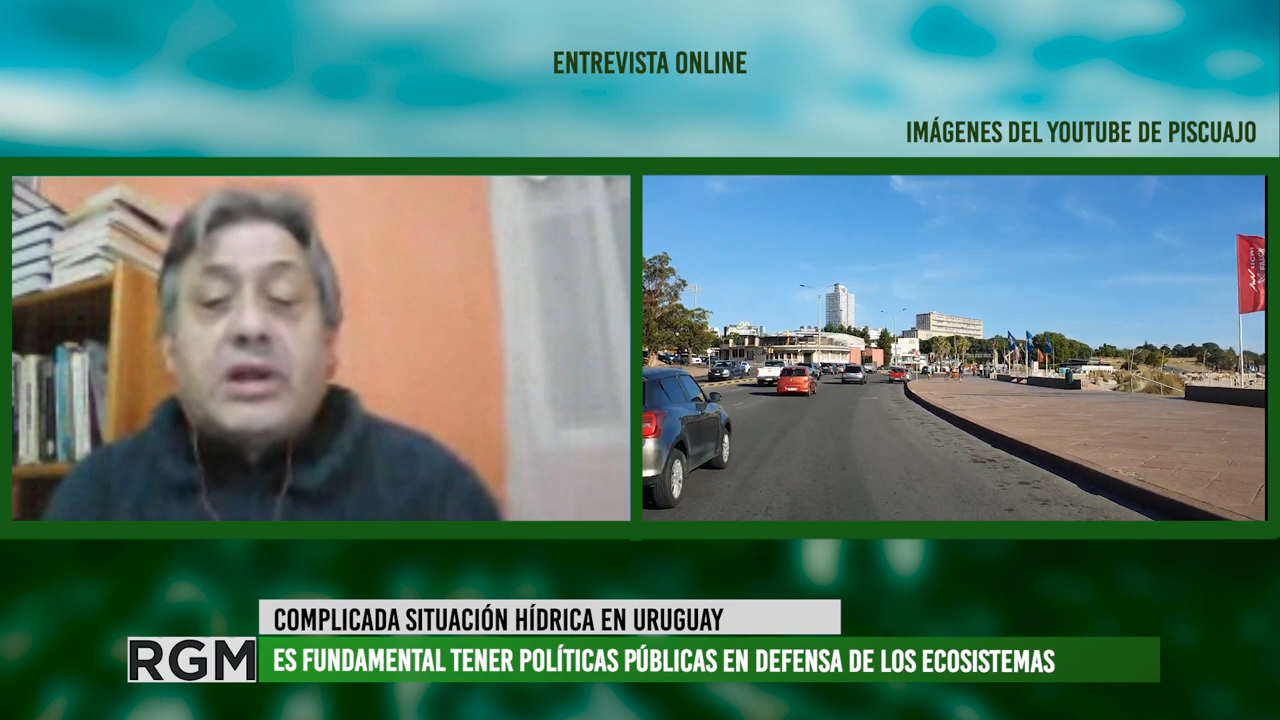 ENTREVISTA ONLINE
IMÁGENES DEL YOUTUBE DE PISCUAJO
COMPLICADA SITUACIÓN HÍDRICA EN URUGUAY
RGM
ES FUNDAMENTAL TENER POLÍTICAS PÚBLICAS EN DEFENSA DE LOS ECOSISTEMAS